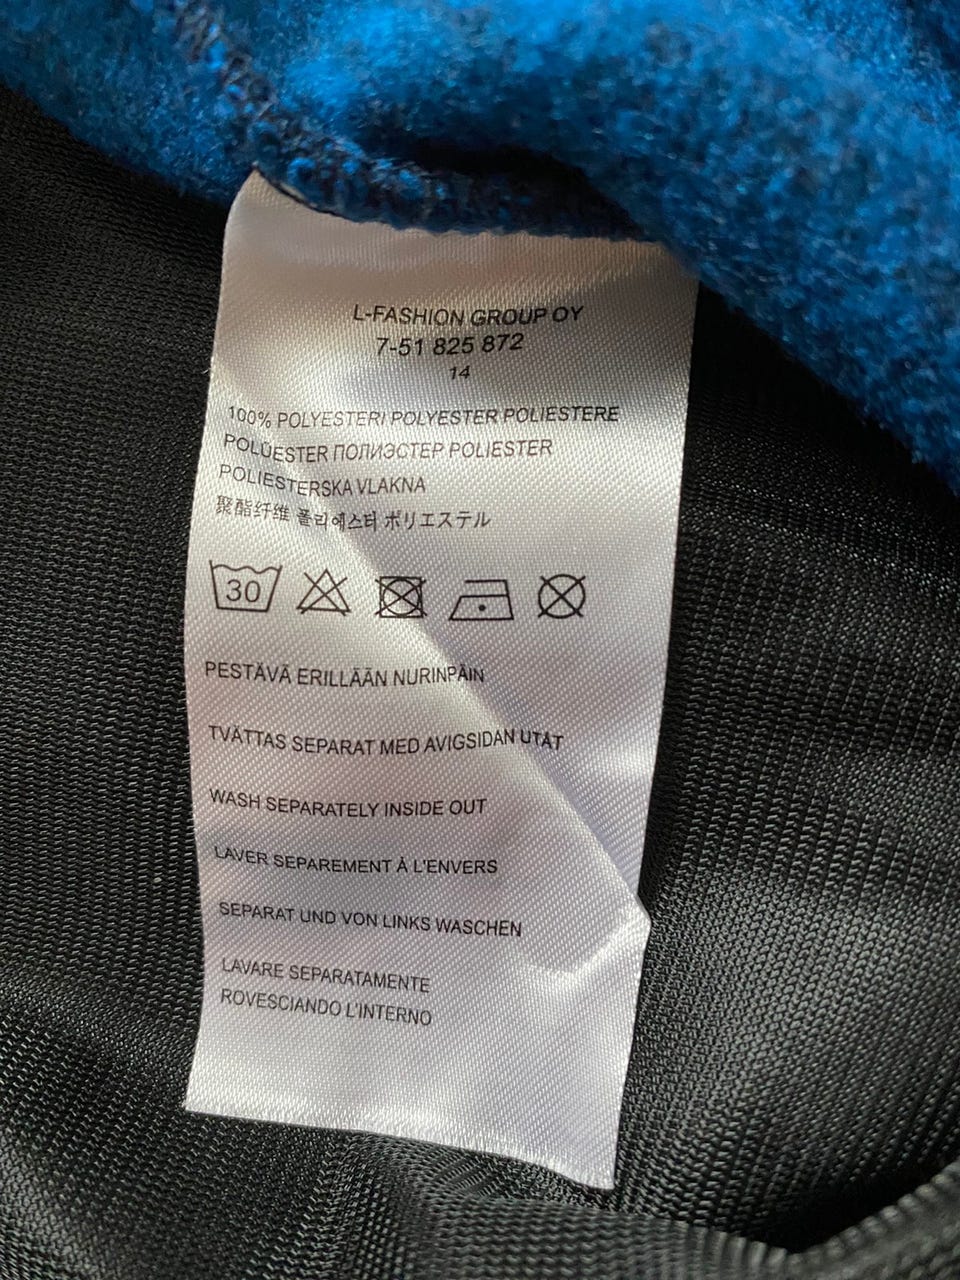 L-FASHION GROUP OY
7-51 825 872
14
100% POLYESTERI POLYESTER POLIESTERE
POLÜESTER ПОЛИЭСТЕР POLIESTER
POLIESTERSKA VLAKNA
聚酯纤维 폴리에스터 ポリエステル
30
PESTÄVÄ ERILLÄÄN NURINPÄIN
TVÄTTAS SEPARAT MED AVIGSIDAN UTÅT
WASH SEPARATELY INSIDE OUT
LAVER SEPAREMENT À L'ENVERS
SEPARAT UND VON LINKS WASCHEN
LAVARE SEPARATAMENTE
ROVESCIANDO L'INTERNO